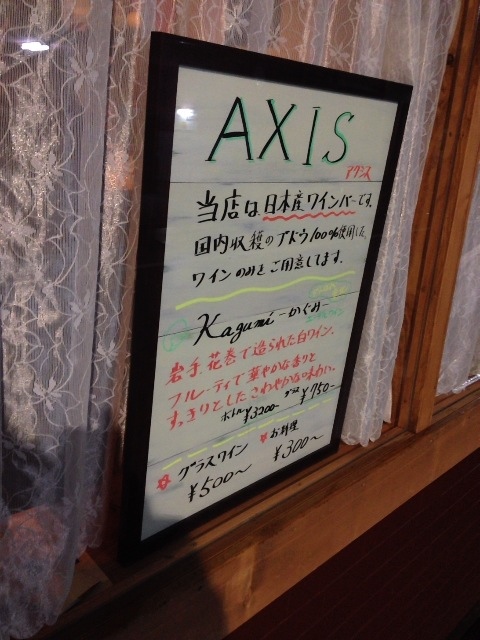 AXIS
アクシス
当店は日本産ワインバーです。
国内収穫のブドウ100%使用した
ワインのみをご用意してます。
Kagumi -かぐみ-
岩手、花巻で造られた白ワイン。
フルーティで華やかな香りと
すっきりとしたさわやかな味わい。
ボトル¥3200~ グラス¥750~
グラスワイン
¥500~
お料理
¥300~